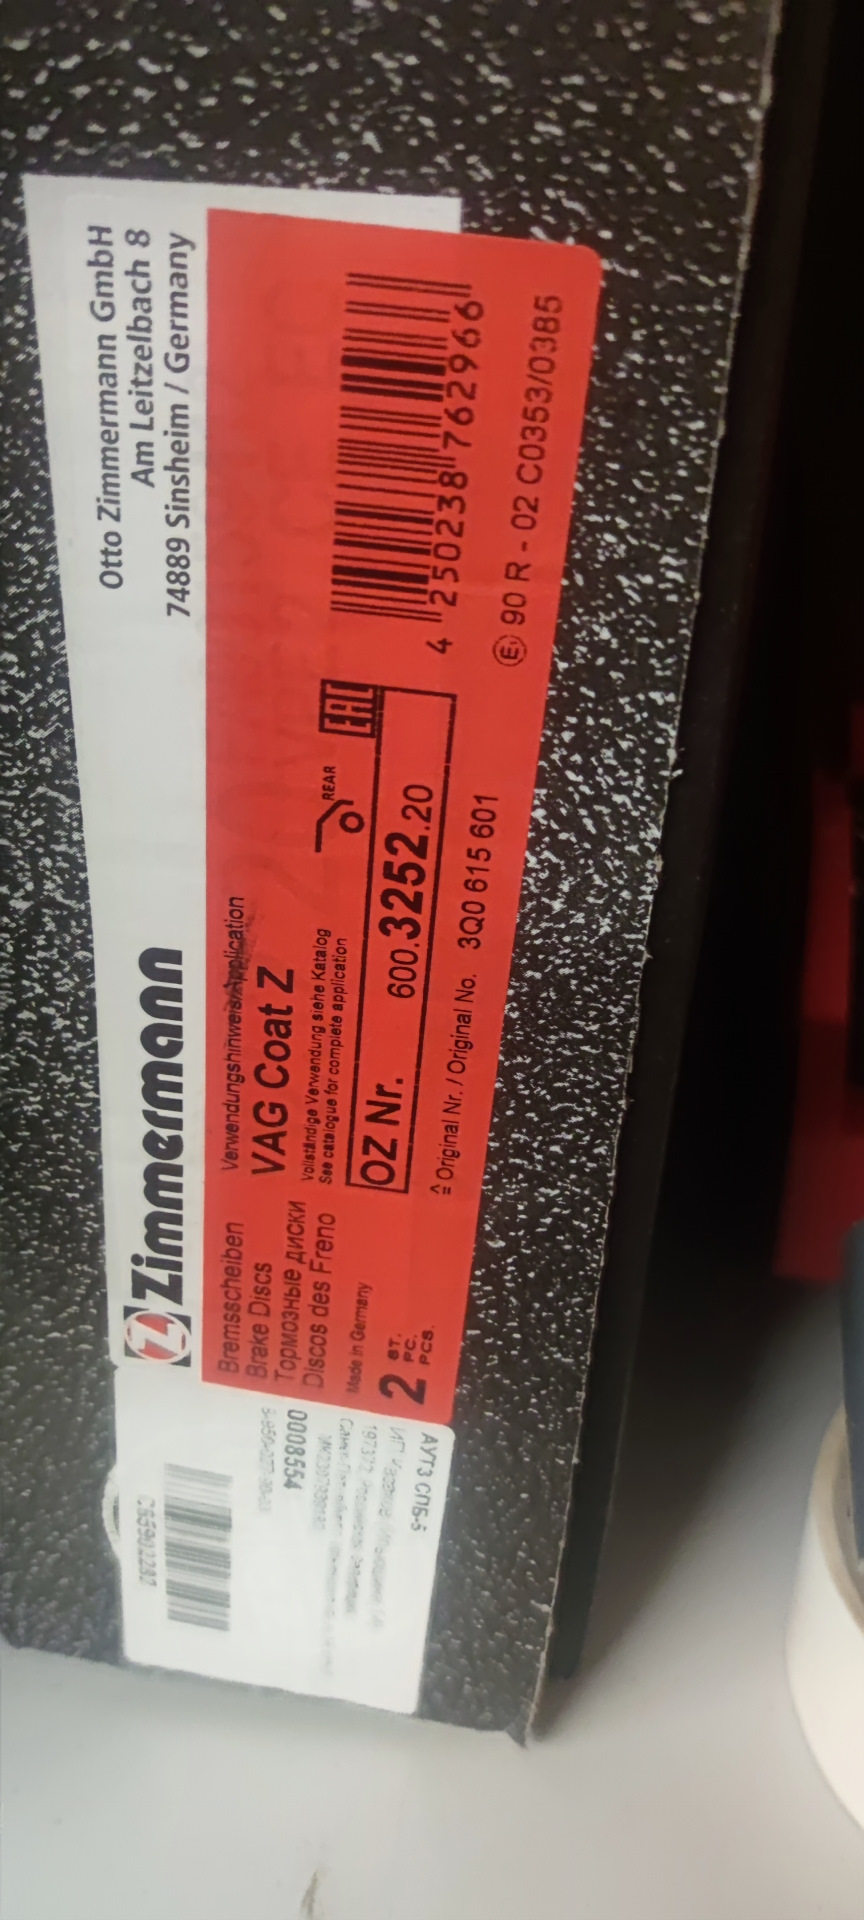 Zimmermann
Otto Zimmermann GmbH
Am Leitzelbach 8
74889 Sinsheim / Germany
Bremsscheiben
Brake Discs
Тормозные диски
Discos des Freno
Made in Germany
2 ST.
PC.
PCS.
Verwendungshinweis/Application
VAG Coat Z
Vollständige Verwendung siehe Katalog
See catalogue for complete application
REAR
EAC
OZ Nr. 600.3252.20
≙ Original Nr. / Original No. 3Q0 615 601
4 250238 762966
E1 90 R - 02 C0353/0385
0008554
АУТЗ СПБ-5